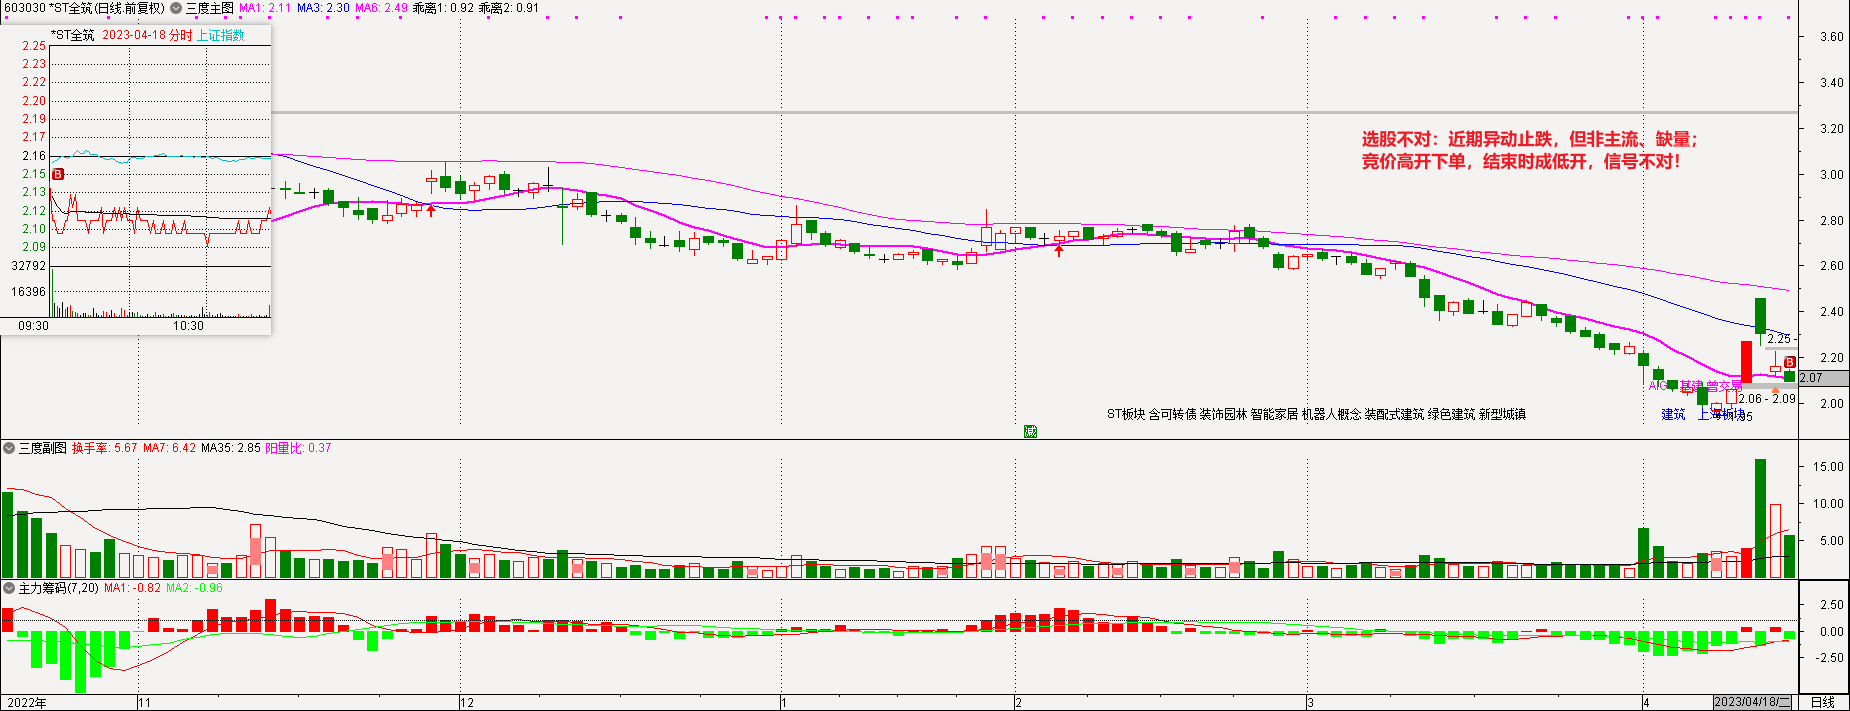 603030 *ST全筑(日线.前复权) 三度主图 MA1: 2.11 MA3: 2.30 MA6: 2.49 乖离1: 0.92 乖离2: 0.91
*ST全筑 2023-04-18 分时 上证指数
2.25
2.23
2.22
2.20
2.19
2.17
2.16
2.15
2.13
2.12
2.10
2.09
32792
16396
B
09:30 10:30
3.60
3.40
3.20
3.00
2.80
2.60
2.40
2.20
2.07
2.00
选股不对：近期异动止跌，但非主流、缺量；
竞价高开下单，结束时成低开，信号不对！
2.25 -
B
2.06 - 2.09
ST板块 含可转债 装饰园林 智能家居 机器人概念 装配式建筑 绿色建筑 新型城镇
建筑 上海板块
减
三度副图 换手率: 5.67 MA7: 6.42 MA35: 2.85 阳量比: 0.37
15.00
10.00
5.00
主力筹码(7,20) MA1: -0.82 MA2: -0.96
2.50
0.00
-2.50
2022年 11 12 1 2 3 4 2023/04/18/二 日线